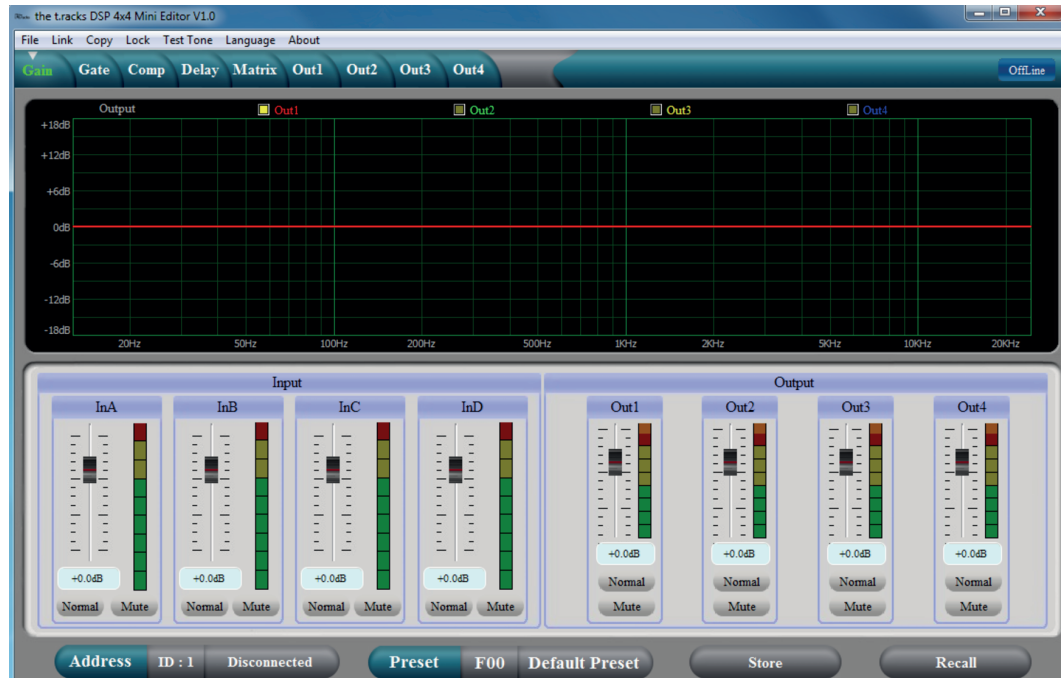 the t.racks DSP 4x4 Mini Editor V1.0
File Link Copy Lock Test Tone Language About
Gain Gate Comp Delay Matrix Out1 Out2 Out3 Out4 OffLine
Output Out1 Out2 Out3 Out4
+18dB
+12dB
+6dB
0dB
-6dB
-12dB
-18dB
20Hz 50Hz 100Hz 200Hz 500Hz 1KHz 2KHz 5KHz 10KHz 20KHz
Input Output
InA InB InC InD Out1 Out2 Out3 Out4
+0.0dB +0.0dB +0.0dB +0.0dB
+0.0dB +0.0dB +0.0dB +0.0dB
Normal Normal Normal Normal
Normal Mute Normal Mute Normal Mute Normal Mute Mute Mute Mute Mute
Address ID : 1 Disconnected Preset F00 Default Preset Store Recall